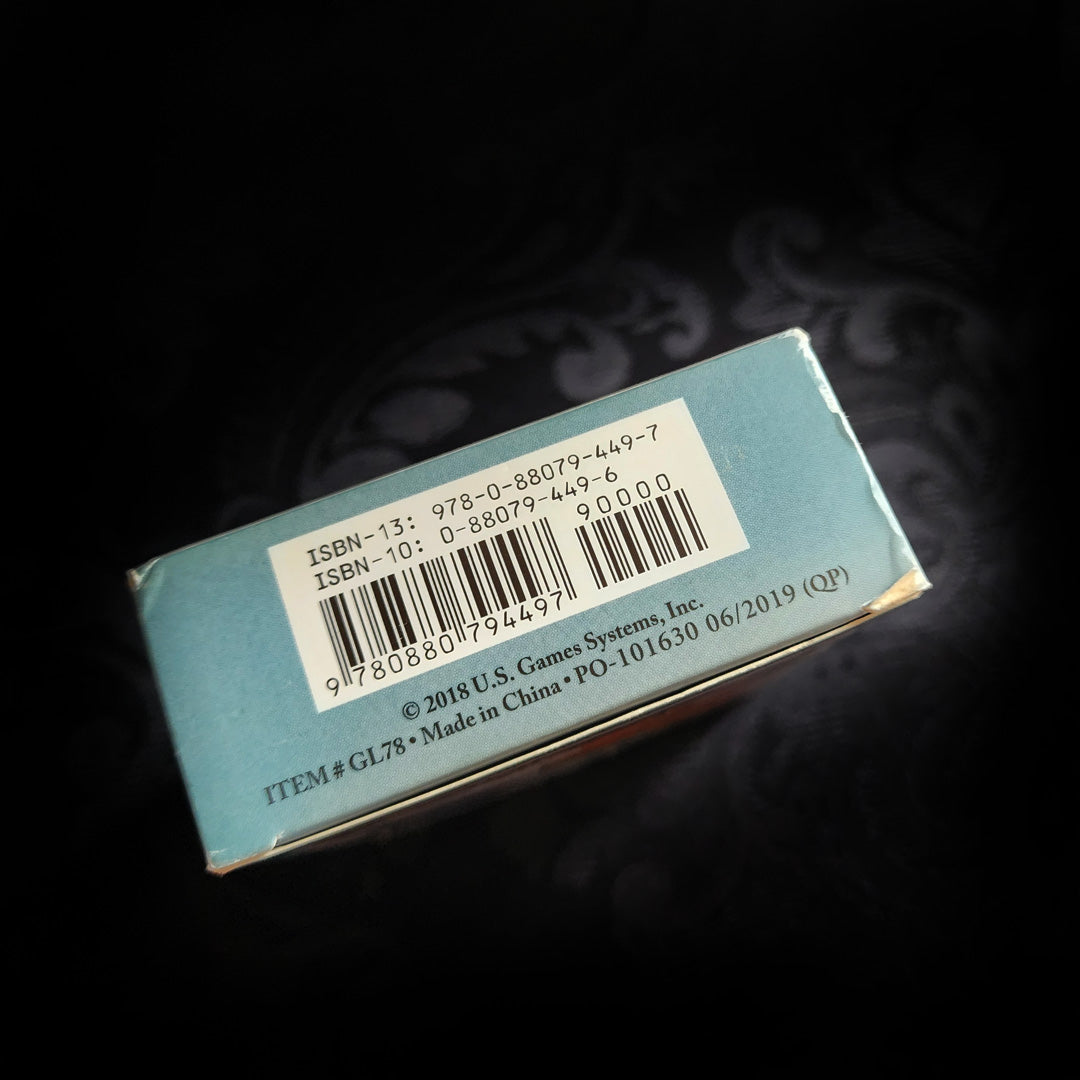 ISBN-13: 978-0-88079-449-7
ISBN-10: 0-88079-449-6
90000
9 780880 794497
© 2018 U.S. Games Systems, Inc.
ITEM # GL78 • Made in China • PO-101630 06/2019 (QP)